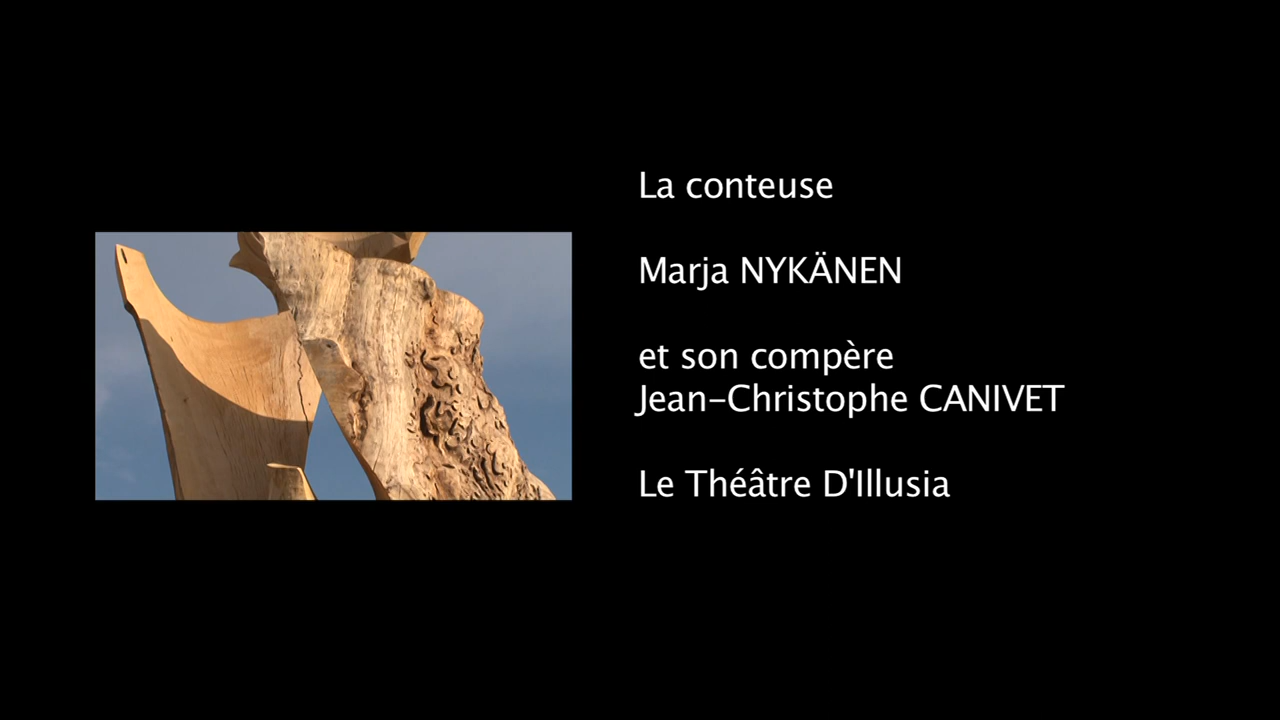 La conteuse
Marja NYKÄNEN
et son compère
Jean-Christophe CANIVET
Le Théâtre D'Illusia